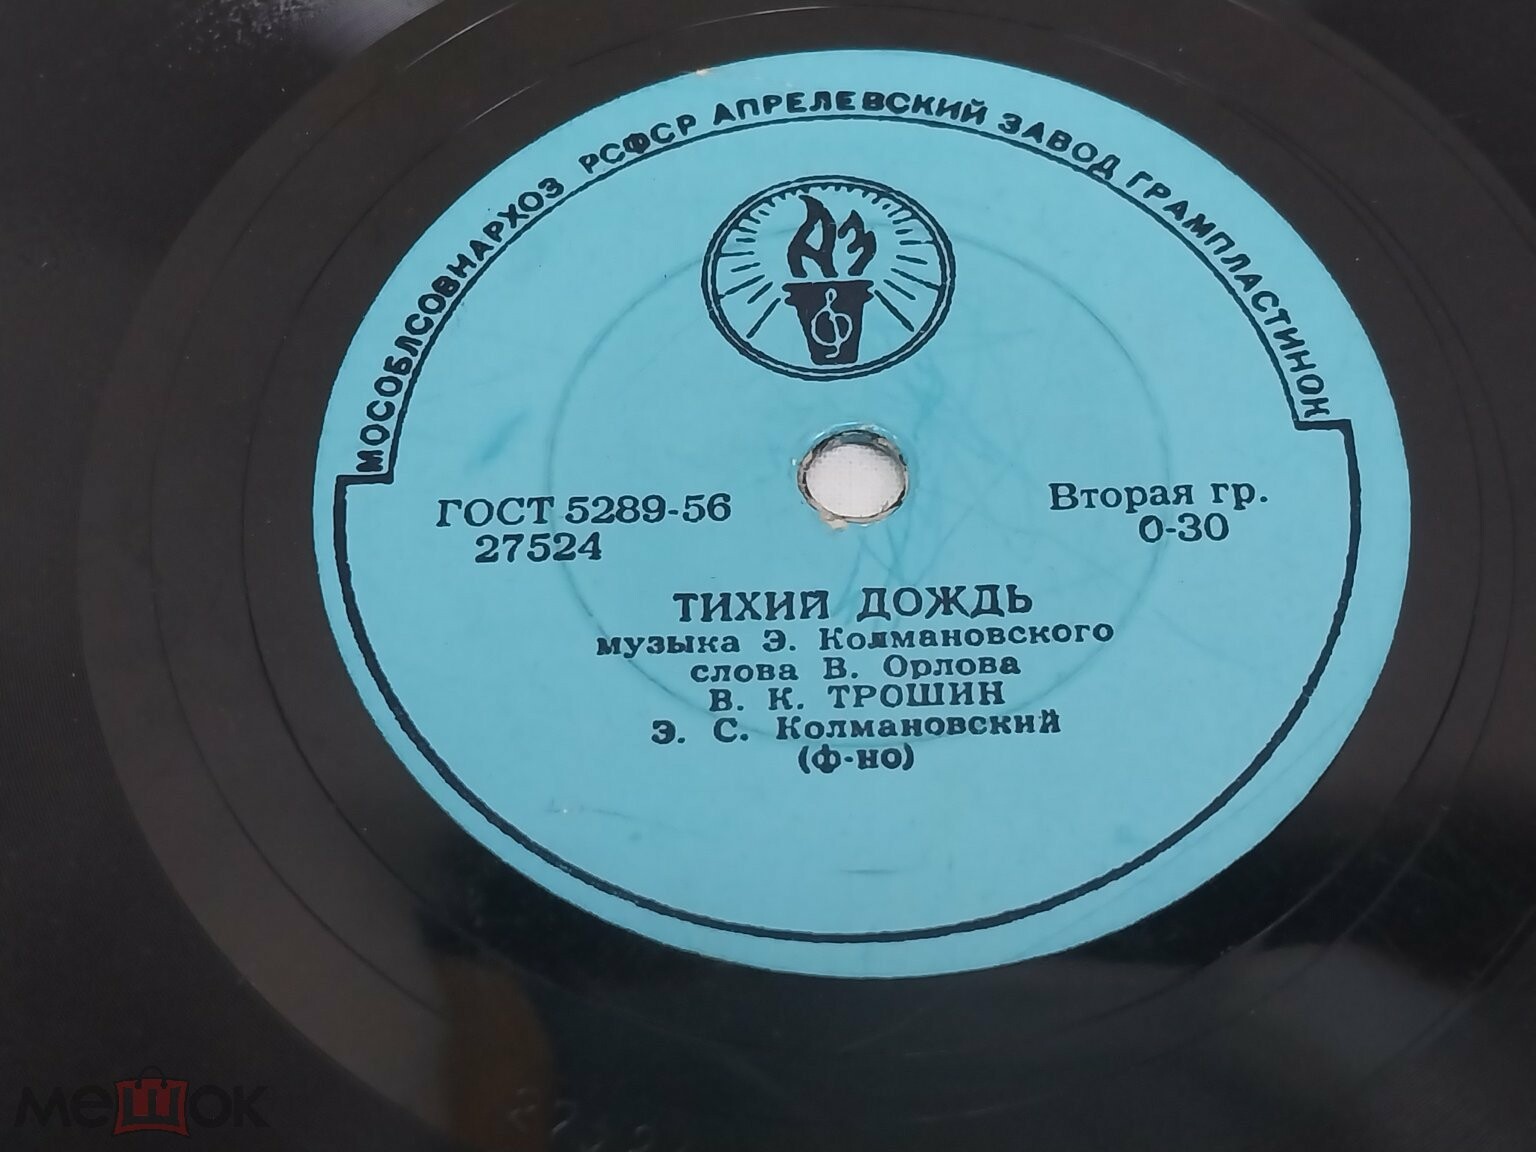 МОСОБЛСОВНАРХОЗ РСФСР АПРЕЛЕВСКИЙ ЗАВОД ГРАМПЛАСТИНОК
АЗ
ГОСТ 5289-56
27524
Вторая гр.
0-30
ТИХИЙ ДОЖДЬ
музыка Э. Колмановского
слова В. Орлова
В. К. ТРОШИН
Э. С. Колмановский
(ф-но)
мешок